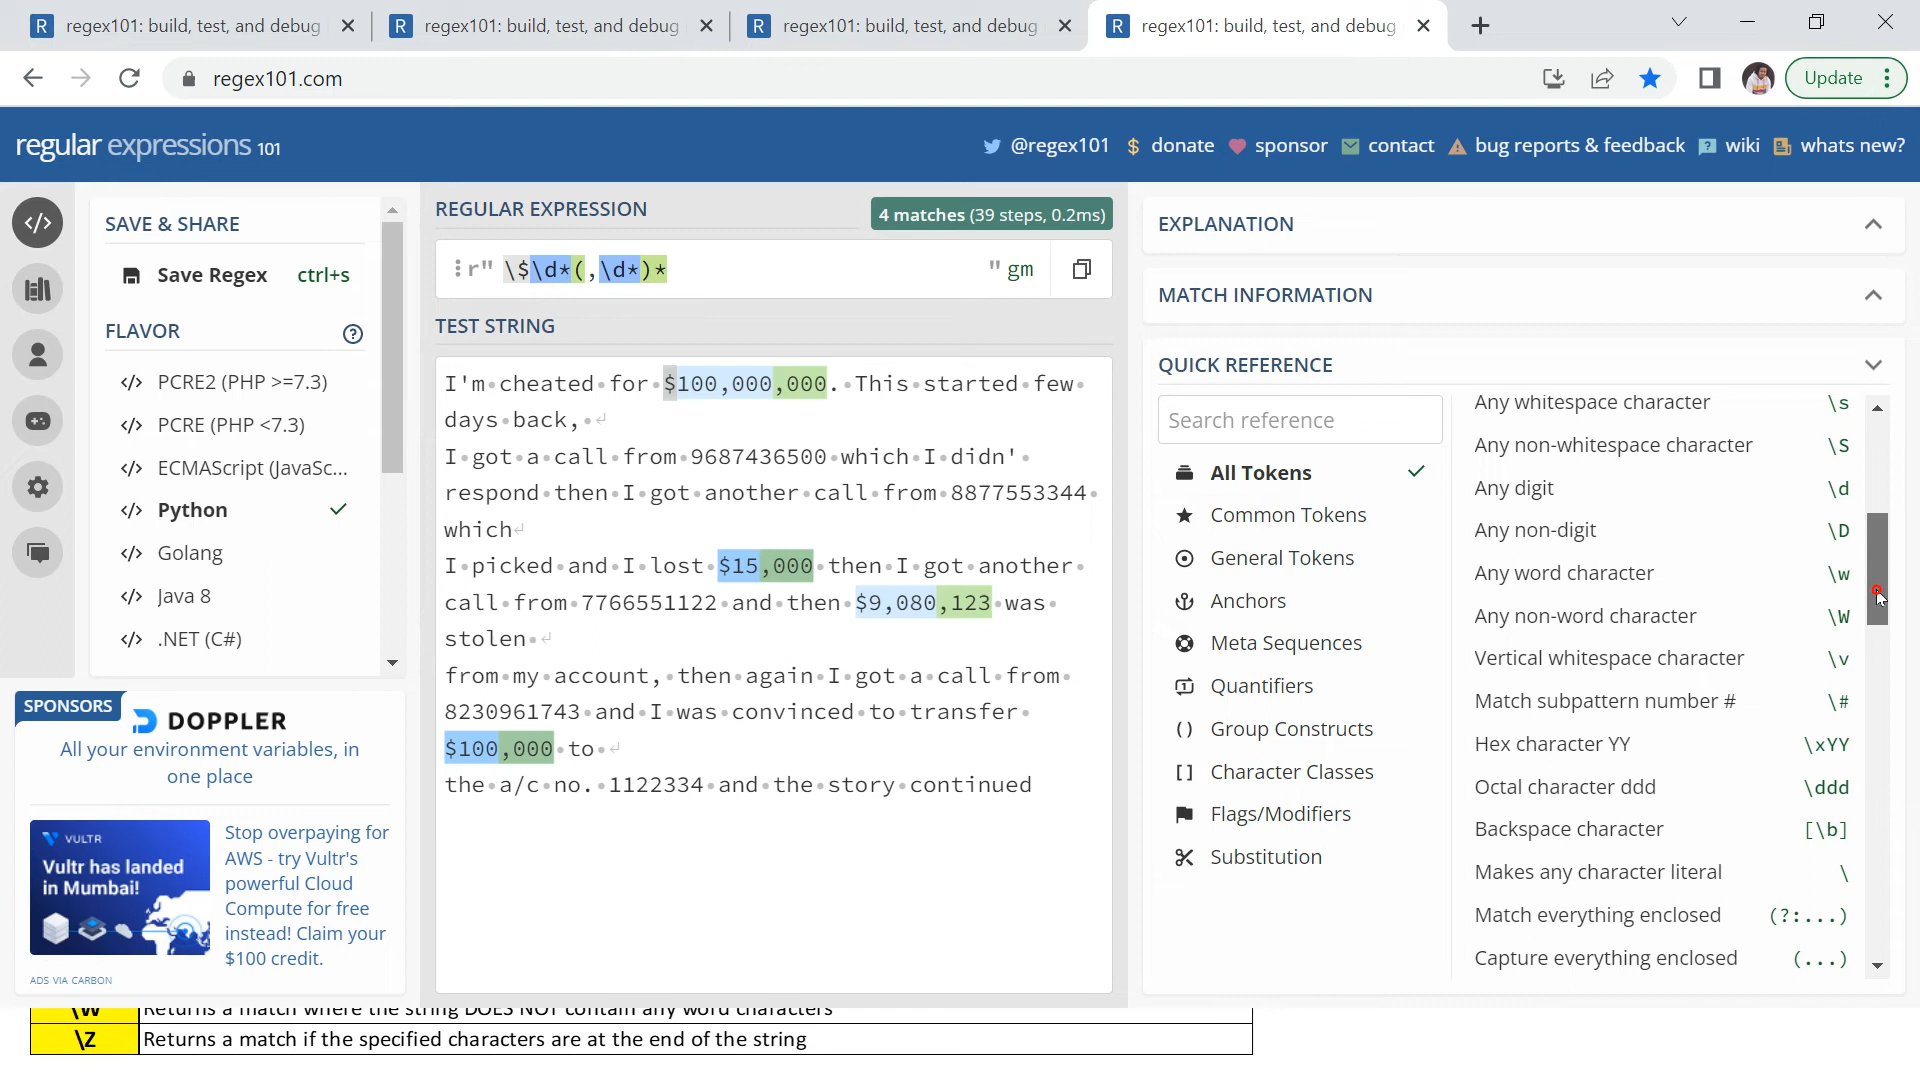 regex101: build, test, and debug
regex101: build, test, and debug
regex101: build, test, and debug
regex101: build, test, and debug
regex101.com
Update
regular expressions 101
@regex101
$ donate
sponsor
contact
bug reports & feedback
wiki
whats new?
SAVE & SHARE
Save Regex ctrl+s
FLAVOR
</> PCRE2 (PHP >=7.3)
</> PCRE (PHP <7.3)
</> ECMAScript (JavaSc...
</> Python
</> Golang
</> Java 8
</> .NET (C#)
SPONSORS
DOPPLER
All your environment variables, in
one place
VULTR
Vultr has landed
in Mumbai!
Stop overpaying for
AWS - try Vultr's
powerful Cloud
Compute for free
instead! Claim your
$100 credit.
ADS VIA CARBON
REGULAR EXPRESSION
4 matches (39 steps, 0.2ms)
r" \$\d*(,\d*)* " gm
TEST STRING
I'm cheated for $100,000,000. This started few
days back,
I got a call from 9687436500 which I didn'
respond then I got another call from 8877553344
which
I picked and I lost $15,000 then I got another
call from 7766551122 and then $9,080,123 was
stolen
from my account, then again I got a call from
8230961743 and I was convinced to transfer
$100,000 to
the a/c no. 1122334 and the story continued
EXPLANATION
MATCH INFORMATION
QUICK REFERENCE
Search reference
All Tokens
Common Tokens
General Tokens
Anchors
Meta Sequences
Quantifiers
Group Constructs
Character Classes
Flags/Modifiers
Substitution
Any whitespace character \s
Any non-whitespace character \S
Any digit \d
Any non-digit \D
Any word character \w
Any non-word character \W
Vertical whitespace character \v
Match subpattern number # \#
Hex character YY \xYY
Octal character ddd \ddd
Backspace character [\b]
Makes any character literal \
Match everything enclosed (?:...)
Capture everything enclosed (...)
\W Returns a match where the string DOES NOT contain any word characters
\Z Returns a match if the specified characters are at the end of the string